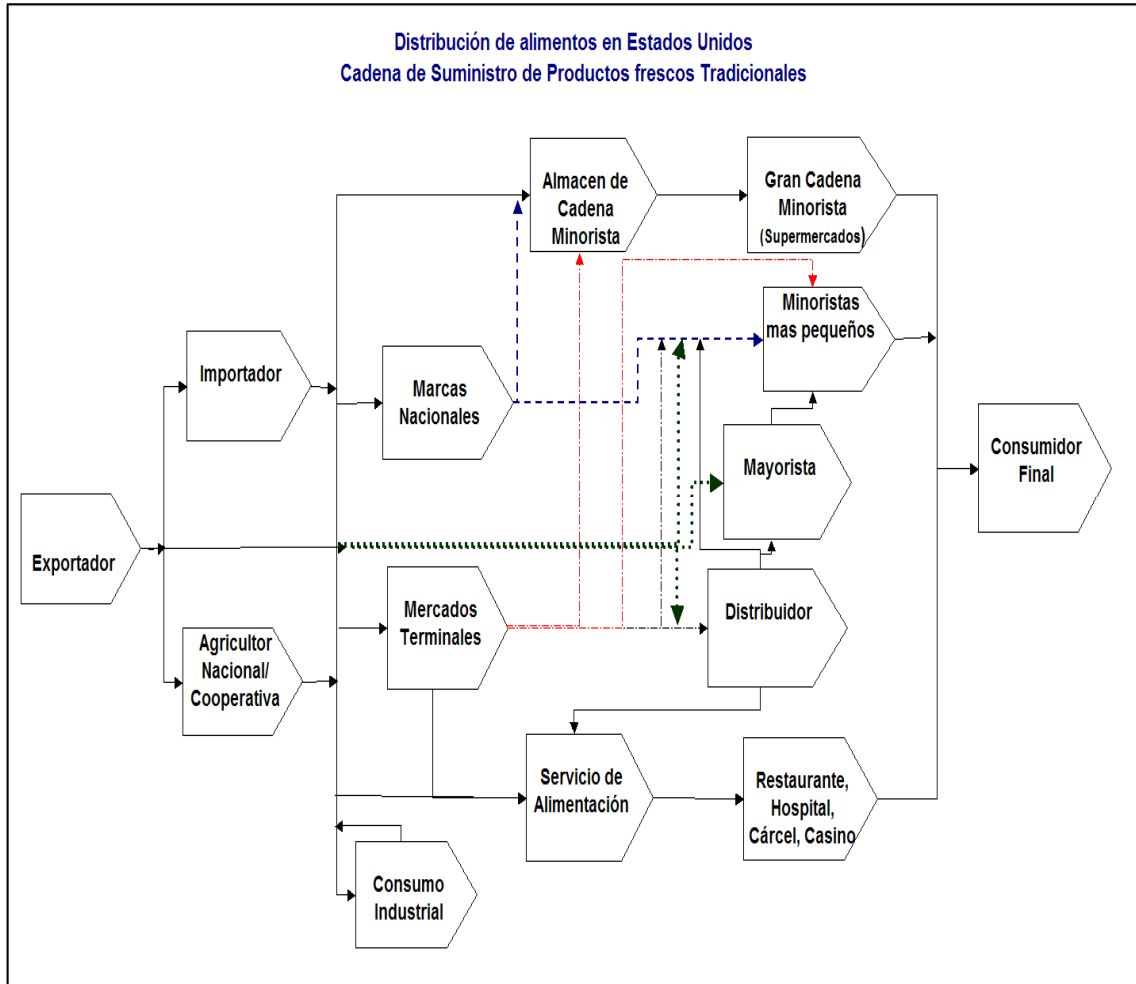 Distribución de alimentos en Estados Unidos
Cadena de Suministro de Productos frescos Tradicionales
Almacen de
Cadena
Minorista
Gran Cadena
Minorista
(Supermercados)
Minoristas
mas pequeños
Importador
Marcas
Nacionales
Mayorista
Consumidor
Final
Exportador
Mercados
Terminales
Distribuidor
Agricultor
Nacional/
Cooperativa
Servicio de
Alimentación
Restaurante,
Hospital,
Cárcel, Casino
Consumo
Industrial